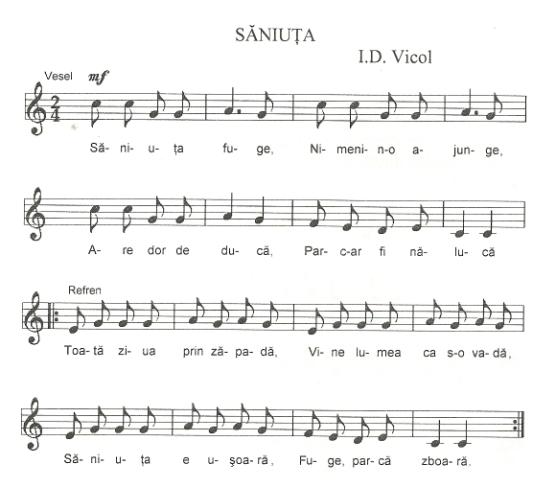 SĂNIUȚA
I.D. Vicol
Vesel mf
2
4
Să- ni- u- ța fu- ge, Ni- meni n-o a- jun- ge,
A- re dor de du- că, Parc-ar fi nă- lu- că
Refren
Toa- tă zi- ua prin ză- pa- dă, Vi- ne lu- mea ca s-o va- dă,
Să- ni- u- ța e u- șoa- ră, Fu- ge, par- că zboa- ră.